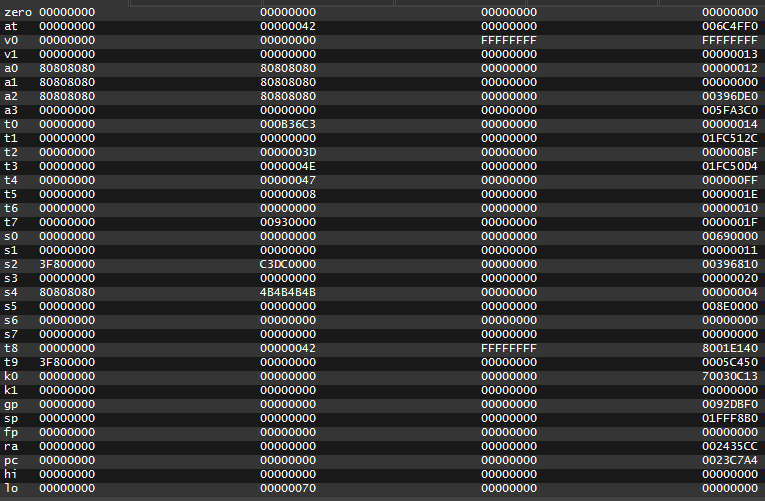 zero 00000000 00000000 00000000 00000000
at 00000000 00000042 00000000 006C4FF0
v0 00000000 00000000 FFFFFFFF FFFFFFFF
v1 00000000 00000000 00000000 00000013
a0 80808080 80808080 00000000 00000012
a1 80808080 80808080 00000000 00000000
a2 80808080 80808080 00000000 00396DE0
a3 00000000 00000000 00000000 005FA3C0
t0 00000000 000B36C3 00000000 00000014
t1 00000000 00000000 00000000 01FC512C
t2 00000000 0000003D 00000000 000000BF
t3 00000000 0000004E 00000000 01FC50D4
t4 00000000 00000047 00000000 000000FF
t5 00000000 00000008 00000000 0000001E
t6 00000000 00000000 00000000 00000010
t7 00000000 00930000 00000000 0000001F
s0 00000000 00000000 00000000 00690000
s1 00000000 00000000 00000000 00000011
s2 3F800000 C3DC0000 00000000 00396810
s3 00000000 00000000 00000000 00000020
s4 80808080 4B4B4B4B 00000000 00000004
s5 00000000 00000000 00000000 008E0000
s6 00000000 00000000 00000000 00000000
s7 00000000 00000000 00000000 00000000
t8 00000000 00000042 FFFFFFFF 8001E140
t9 3F800000 00000000 00000000 0005C450
k0 00000000 00000000 00000000 70030C13
k1 00000000 00000000 00000000 00000000
gp 00000000 00000000 00000000 0092DBF0
sp 00000000 00000000 00000000 01FFF8B0
fp 00000000 00000000 00000000 00000000
ra 00000000 00000000 00000000 002435CC
pc 00000000 00000000 00000000 0023C7A4
hi 00000000 00000000 00000000 00000000
lo 00000000 00000070 00000000 00000000